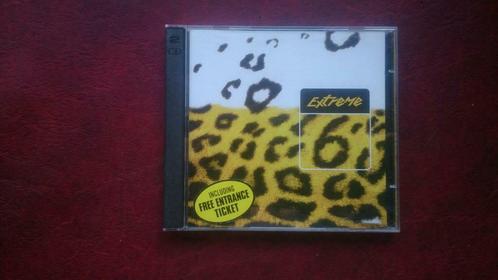 2
CD
Extreme
6
INCLUDING
FREE ENTRANCE
TICKET